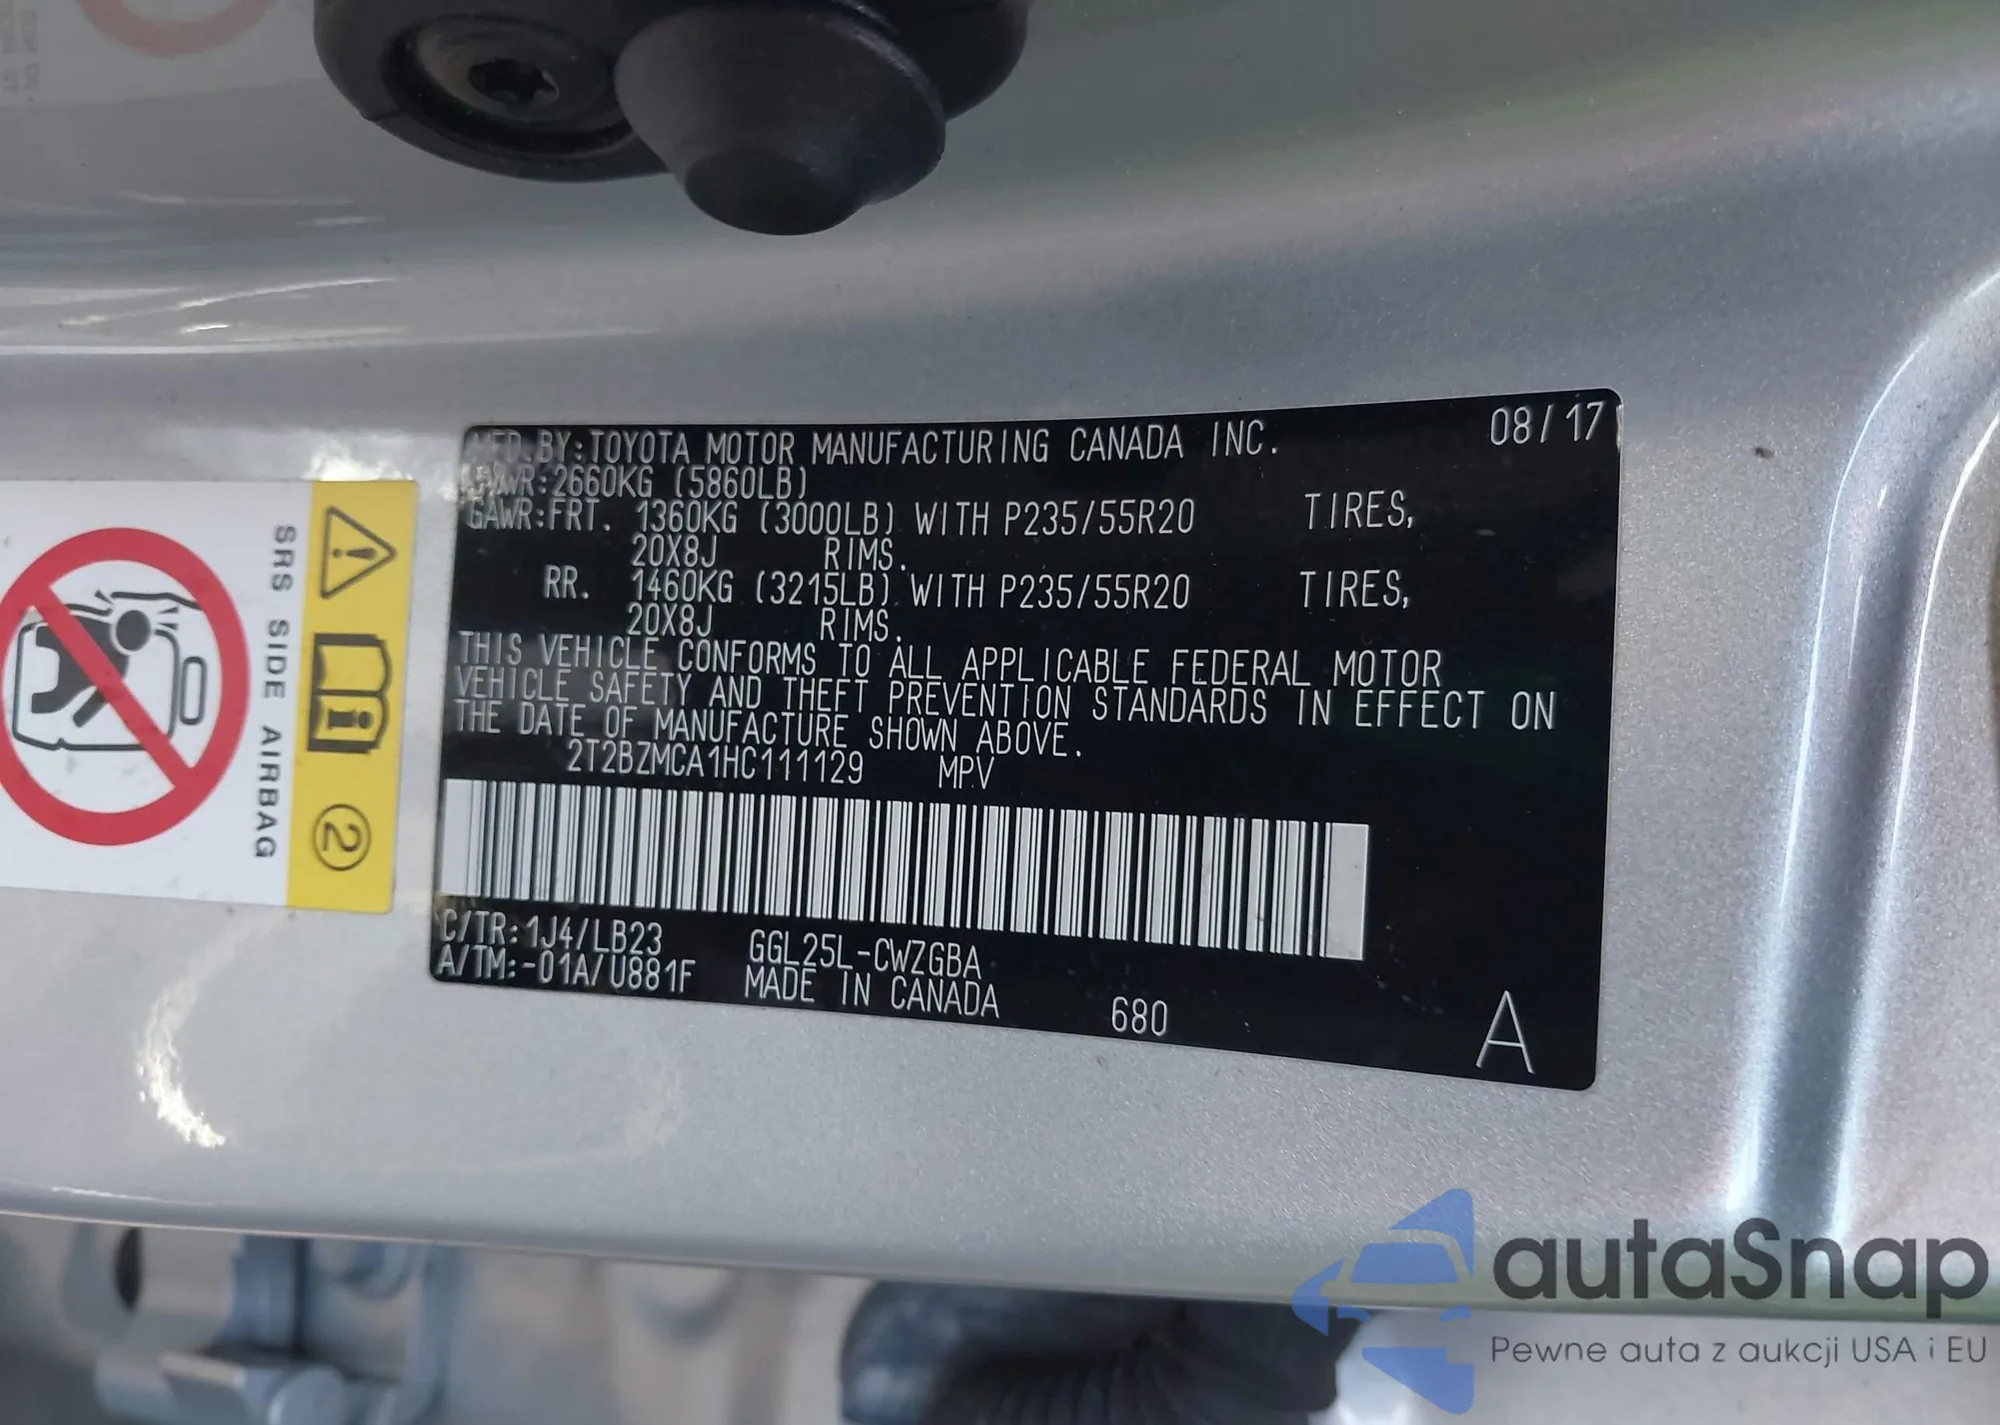 MFD.BY:TOYOTA MOTOR MANUFACTURING CANADA INC. 08/17
GVWR:2660KG (5860LB)
GAWR:FRT. 1360KG (3000LB) WITH P235/55R20 TIRES,
20X8J RIMS.
RR. 1460KG (3215LB) WITH P235/55R20 TIRES,
20X8J RIMS.
THIS VEHICLE CONFORMS TO ALL APPLICABLE FEDERAL MOTOR
VEHICLE SAFETY AND THEFT PREVENTION STANDARDS IN EFFECT ON
THE DATE OF MANUFACTURE SHOWN ABOVE.
2T2BZMCA1HC111129 MPV
C/TR:1J4/LB23 GGL25L-CWZGBA
A/TM:-01A/U881F MADE IN CANADA 680 A
SRS SIDE AIRBAG
2
autoSnap
Pewne auta z aukcji USA i EU